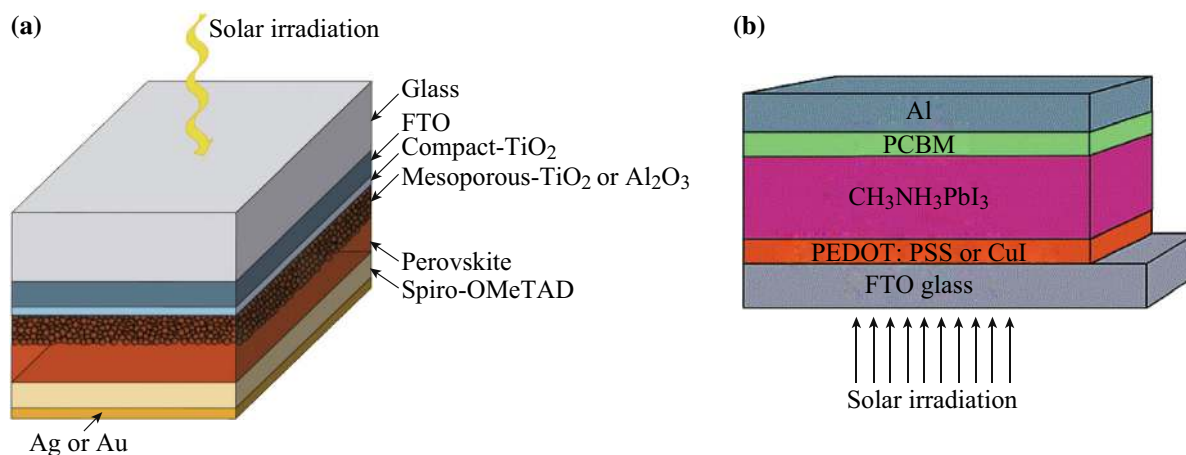 (a)
Solar irradiation
Glass
FTO
Compact-TiO₂
Mesoporous-TiO₂ or Al₂O₃
Perovskite
Spiro-OMeTAD
Ag or Au
(b)
Al
PCBM
CH₃NH₃PbI₃
PEDOT: PSS or CuI
FTO glass
Solar irradiation